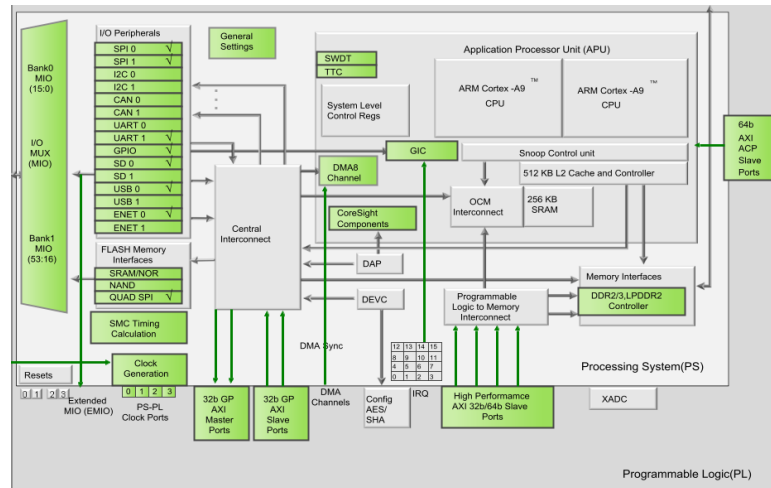 I/O Peripherals
SPI 0 √
SPI 1 √
I2C 0
I2C 1
CAN 0
CAN 1
UART 0
UART 1 √
GPIO √
SD 0 √
SD 1
USB 0 √
USB 1
ENET 0 √
ENET 1
Bank0
MIO
(15:0)
I/O
MUX
(MIO)
Bank1
MIO
(53:16)
FLASH Memory
Interfaces
SRAM/NOR
NAND
QUAD SPI √
SMC Timing
Calculation
Clock
Generation
Resets
0 1 2 3
Extended
MIO (EMIO)
0 1 2 3
PS-PL
Clock Ports
General
Settings
Central
Interconnect
32b GP
AXI
Master
Ports
32b GP
AXI
Slave
Ports
Application Processor Unit (APU)
SWDT
TTC
System Level
Control Regs
ARM Cortex -A9 ™
CPU
ARM Cortex -A9 ™
CPU
GIC
Snoop Control unit
512 KB L2 Cache and Controller
DMA8
Channel
OCM
Interconnect
256 KB
SRAM
CoreSight
Components
DAP
DEVC
Programmable
Logic to Memory
Interconnect
Memory Interfaces
DDR2/3,LPDDR2
Controller
64b
AXI
ACP
Slave
Ports
DMA Sync
12 13 14 15
8 9 10 11
4 5 6 7
0 1 2 3
DMA
Channels
Config
AES/
SHA
IRQ
High Performamce
AXI 32b/64b Slave
Ports
XADC
Processing System(PS)
Programmable Logic(PL)